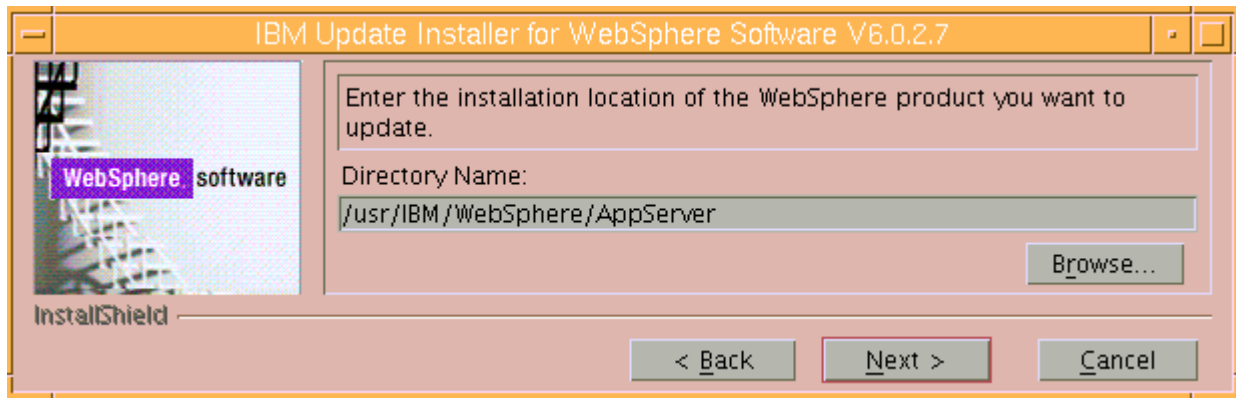 IBM Update Installer for WebSphere Software V6.0.2.7
Enter the installation location of the WebSphere product you want to
update.
WebSphere software
Directory Name:
/usr/IBM/WebSphere/AppServer
Browse...
InstallShield
< Back
Next >
Cancel